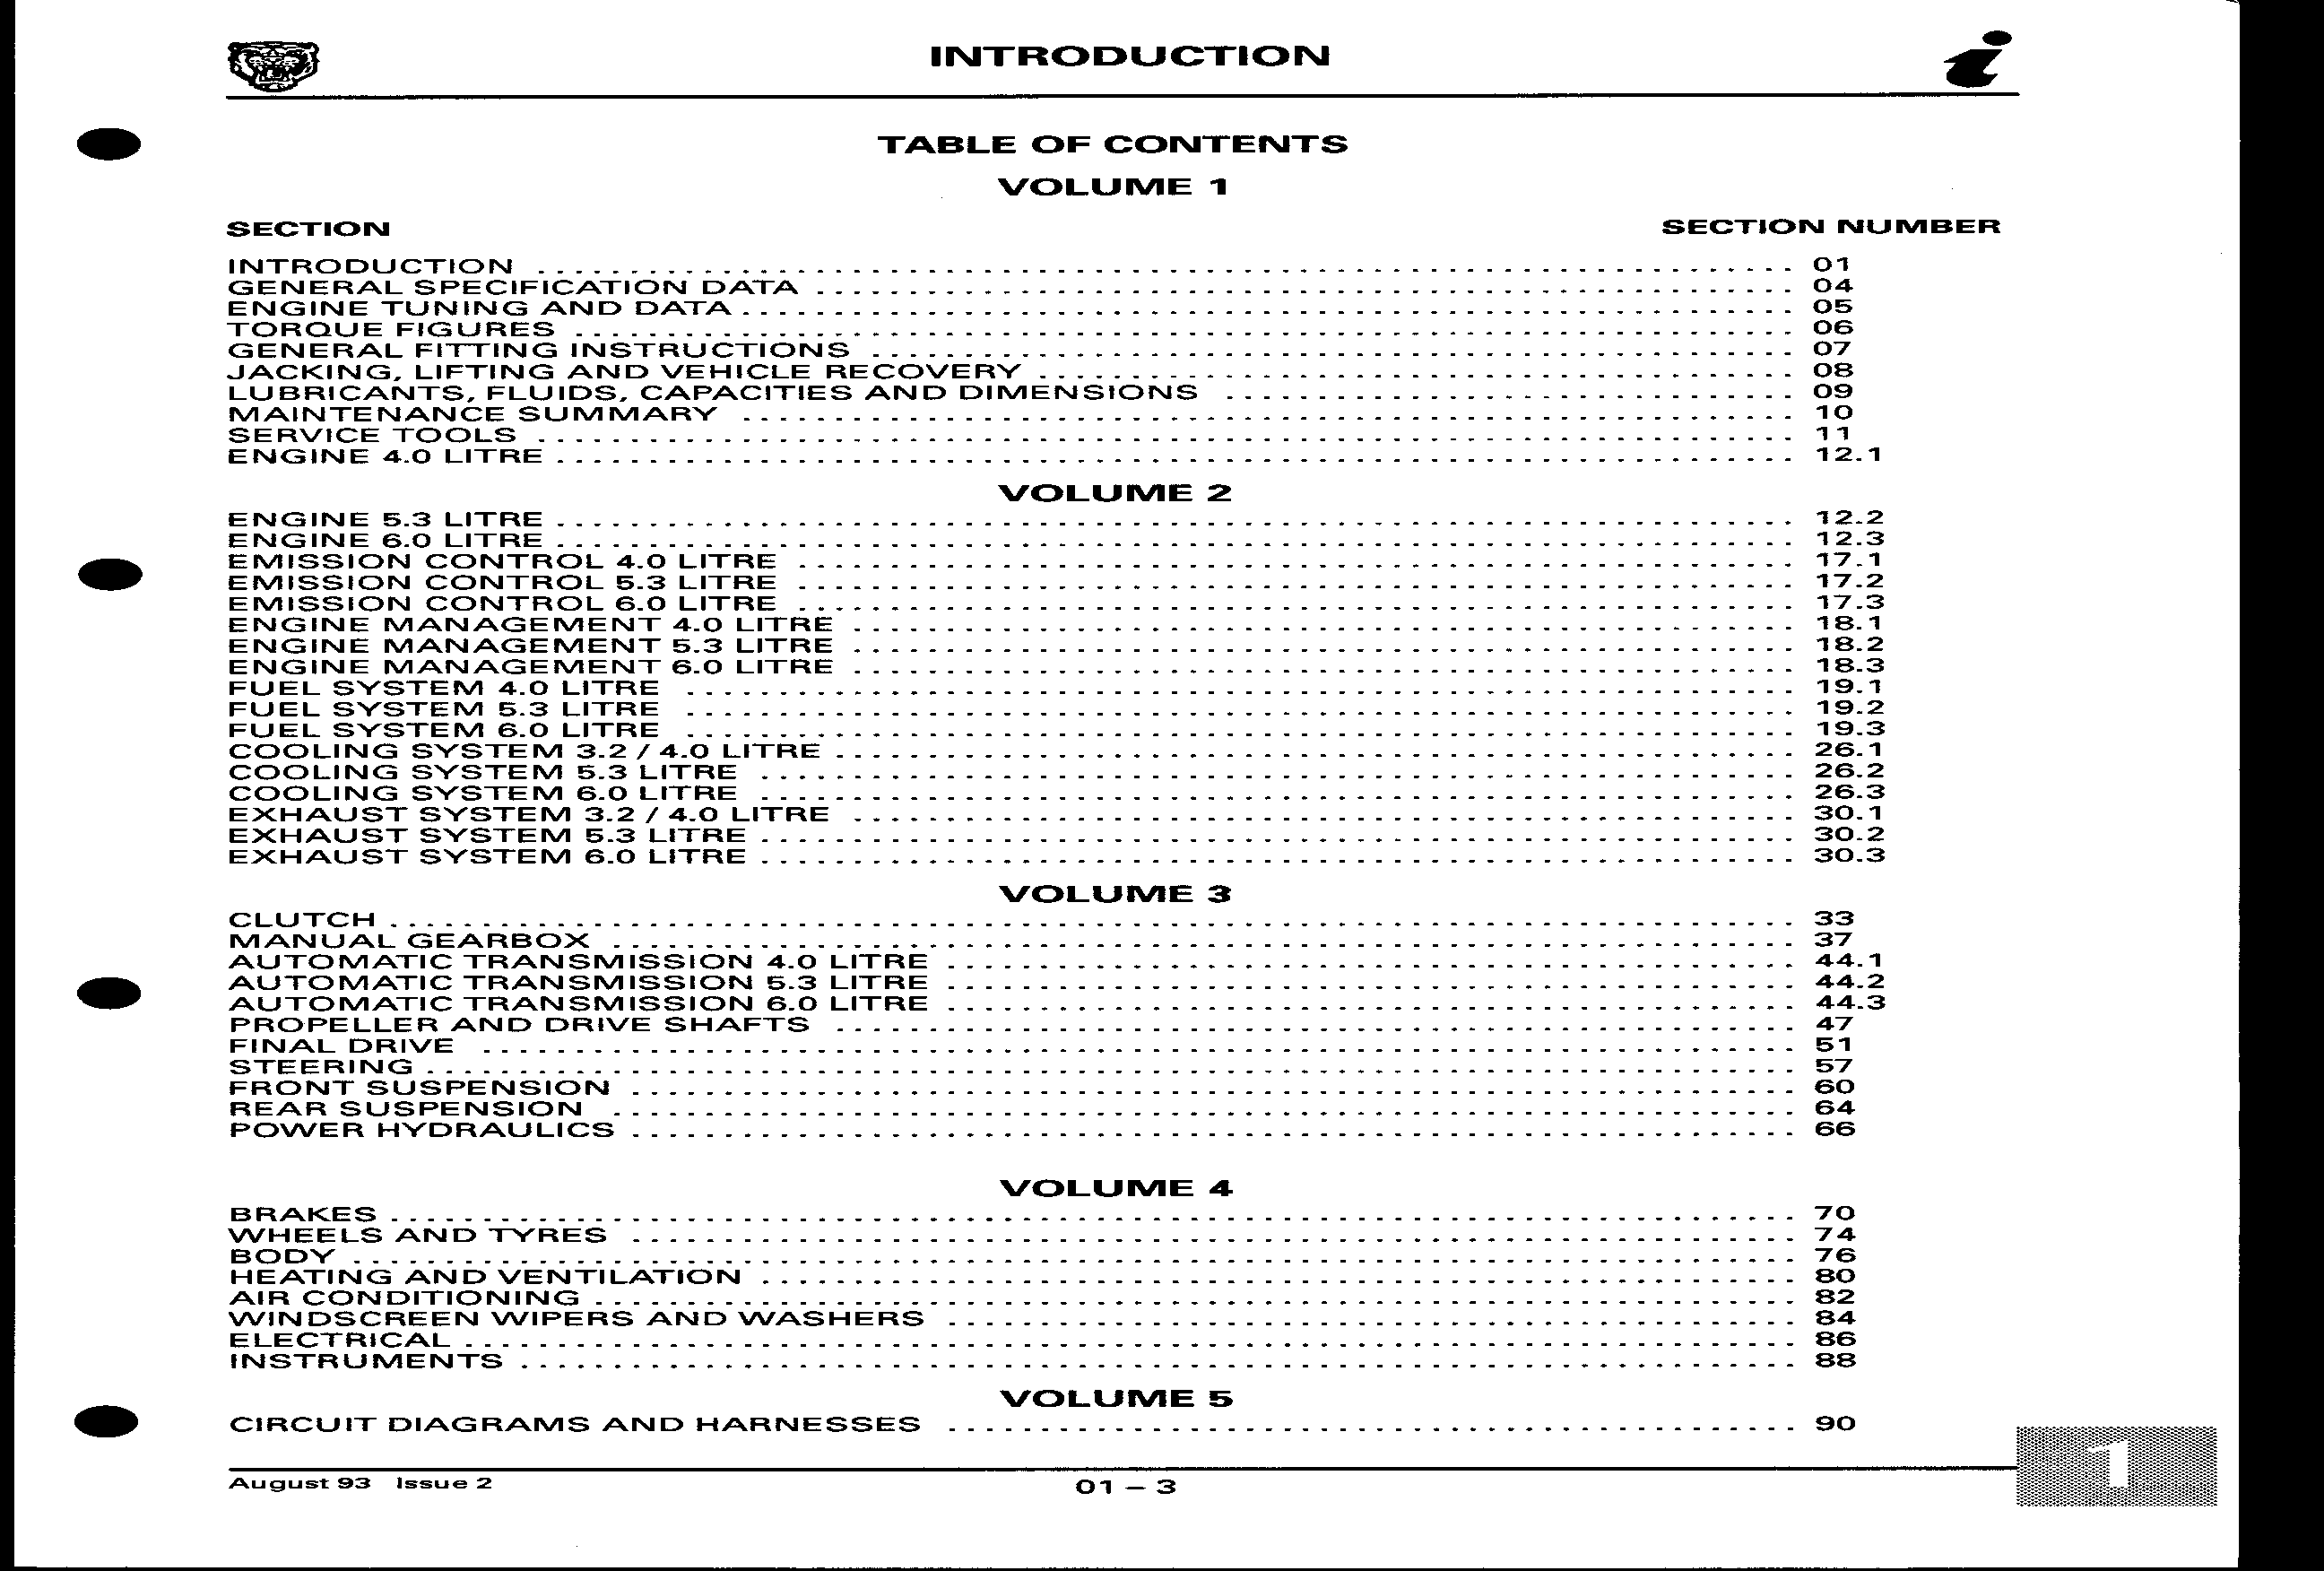 INTRODUCTION
i
TABLE OF CONTENTS
VOLUME 1
SECTION SECTION NUMBER
INTRODUCTION 01
GENERAL SPECIFICATION DATA 04
ENGINE TUNING AND DATA 05
TORQUE FIGURES 06
GENERAL FITTING INSTRUCTIONS 07
JACKING, LIFTING AND VEHICLE RECOVERY 08
LUBRICANTS, FLUIDS, CAPACITIES AND DIMENSIONS 09
MAINTENANCE SUMMARY 10
SERVICE TOOLS 11
ENGINE 4.0 LITRE 12.1
VOLUME 2
ENGINE 5.3 LITRE 12.2
ENGINE 6.0 LITRE 12.3
EMISSION CONTROL 4.0 LITRE 17.1
EMISSION CONTROL 5.3 LITRE 17.2
EMISSION CONTROL 6.0 LITRE 17.3
ENGINE MANAGEMENT 4.0 LITRE 18.1
ENGINE MANAGEMENT 5.3 LITRE 18.2
ENGINE MANAGEMENT 6.0 LITRE 18.3
FUEL SYSTEM 4.0 LITRE 19.1
FUEL SYSTEM 5.3 LITRE 19.2
FUEL SYSTEM 6.0 LITRE 19.3
COOLING SYSTEM 3.2 / 4.0 LITRE 26.1
COOLING SYSTEM 5.3 LITRE 26.2
COOLING SYSTEM 6.0 LITRE 26.3
EXHAUST SYSTEM 3.2 / 4.0 LITRE 30.1
EXHAUST SYSTEM 5.3 LITRE 30.2
EXHAUST SYSTEM 6.0 LITRE 30.3
VOLUME 3
CLUTCH 33
MANUAL GEARBOX 37
AUTOMATIC TRANSMISSION 4.0 LITRE 44.1
AUTOMATIC TRANSMISSION 5.3 LITRE 44.2
AUTOMATIC TRANSMISSION 6.0 LITRE 44.3
PROPELLER AND DRIVE SHAFTS 47
FINAL DRIVE 51
STEERING 57
FRONT SUSPENSION 60
REAR SUSPENSION 64
POWER HYDRAULICS 66
VOLUME 4
BRAKES 70
WHEELS AND TYRES 74
BODY 76
HEATING AND VENTILATION 80
AIR CONDITIONING 82
WINDSCREEN WIPERS AND WASHERS 84
ELECTRICAL 86
INSTRUMENTS 88
VOLUME 5
CIRCUIT DIAGRAMS AND HARNESSES 90
August 93 Issue 2 01 – 3
1